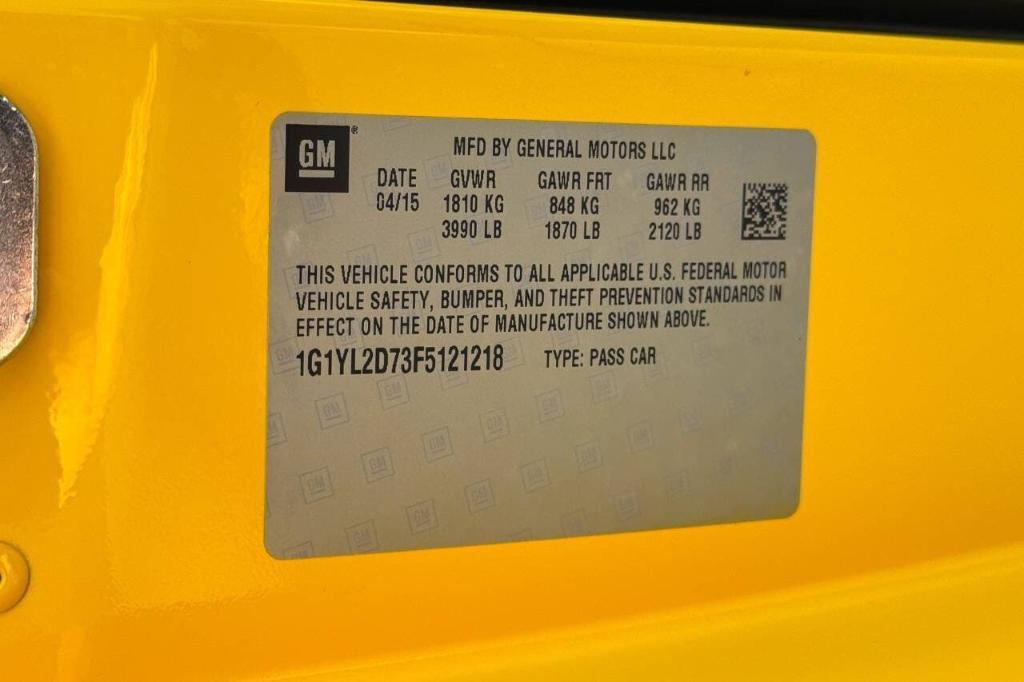 GM®
MFD BY GENERAL MOTORS LLC
DATE GVWR GAWR FRT GAWR RR
04/15 1810 KG 848 KG 962 KG
3990 LB 1870 LB 2120 LB
THIS VEHICLE CONFORMS TO ALL APPLICABLE U.S. FEDERAL MOTOR
VEHICLE SAFETY, BUMPER, AND THEFT PREVENTION STANDARDS IN
EFFECT ON THE DATE OF MANUFACTURE SHOWN ABOVE.
1G1YL2D73F5121218 TYPE: PASS CAR